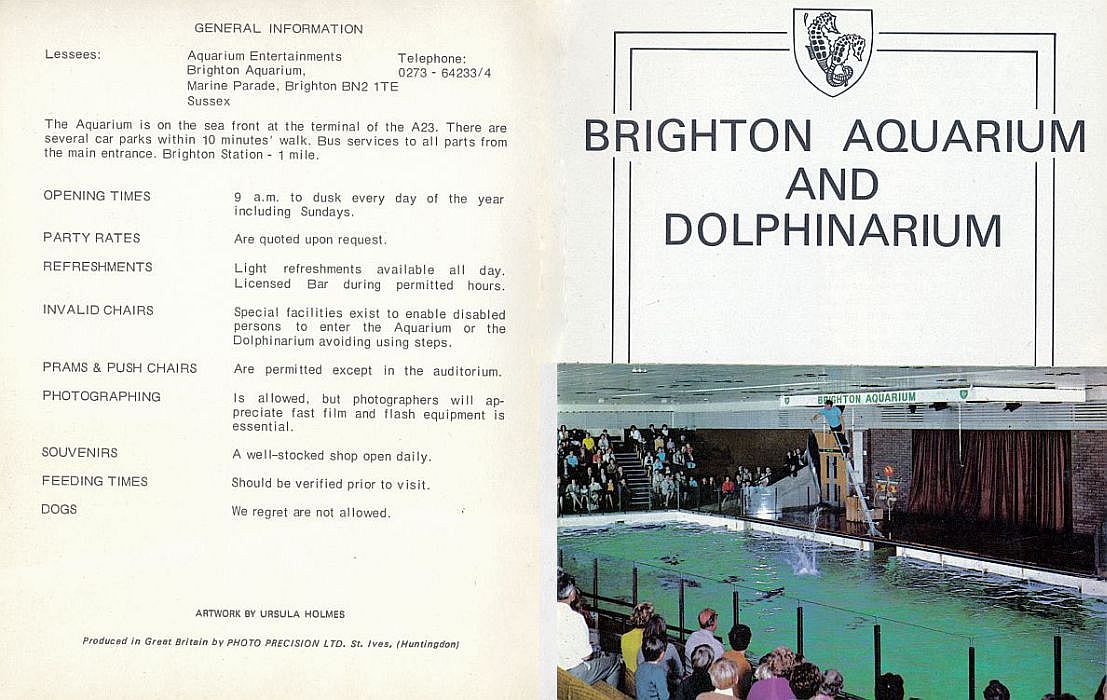 GENERAL INFORMATION
Lessees: Aquarium Entertainments Telephone:
Brighton Aquarium, 0273 - 64233/4
Marine Parade, Brighton BN2 1TE
Sussex
The Aquarium is on the sea front at the terminal of the A23. There are
several car parks within 10 minutes' walk. Bus services to all parts from
the main entrance. Brighton Station - 1 mile.
OPENING TIMES 9 a.m. to dusk every day of the year
including Sundays.
PARTY RATES Are quoted upon request.
REFRESHMENTS Light refreshments available all day.
Licensed Bar during permitted hours.
INVALID CHAIRS Special facilities exist to enable disabled
persons to enter the Aquarium or the
Dolphinarium avoiding using steps.
PRAMS & PUSH CHAIRS Are permitted except in the auditorium.
PHOTOGRAPHING Is allowed, but photographers will ap-
preciate fast film and flash equipment is
essential.
SOUVENIRS A well-stocked shop open daily.
FEEDING TIMES Should be verified prior to visit.
DOGS We regret are not allowed.
ARTWORK BY URSULA HOLMES
Produced in Great Britain by PHOTO PRECISION LTD. St. Ives, (Huntingdon)
BRIGHTON AQUARIUM
AND
DOLPHINARIUM
BRIGHTON AQUARIUM